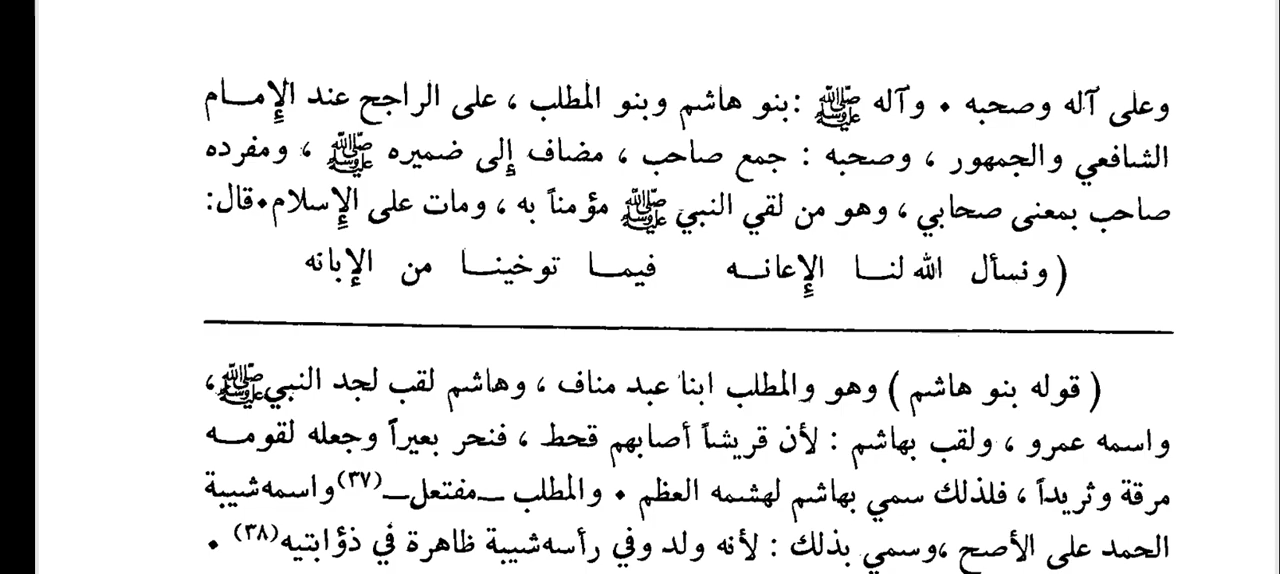 وعلى آله وصحبه . وآله ﷺ : بنو هاشم وبنو المطلب ، على الراجح عند الإمام
الشافعي والجمهور ، وصحبه : جمع صاحب ، مضاف إلى ضميره ﷺ ، ومفرده
صاحب بمعنى صحابي ، وهو من لقي النبي ﷺ مؤمناً به ، ومات على الإسلام . قال :
( ونسأل الله لنا الإعانه فيما توخينا من الإبانه
( قوله بنو هاشم ) وهو والمطلب ابنا عبد مناف ، وهاشم لقب لجد النبي ﷺ ،
واسمه عمرو ، ولقب بهاشم : لأن قريشاً أصابهم قحط ، فنحر بعيراً وجعله لقومه
مرقة وثريداً ، فلذلك سمي بهاشم لهشمه العظم . والمطلب ــ مفتعل ــ (٣٧) واسمه شيبة
الحمد على الأصح ، وسمي بذلك : لأنه ولد وفي رأسه شيبة ظاهرة في ذؤابتيه (٣٨) .